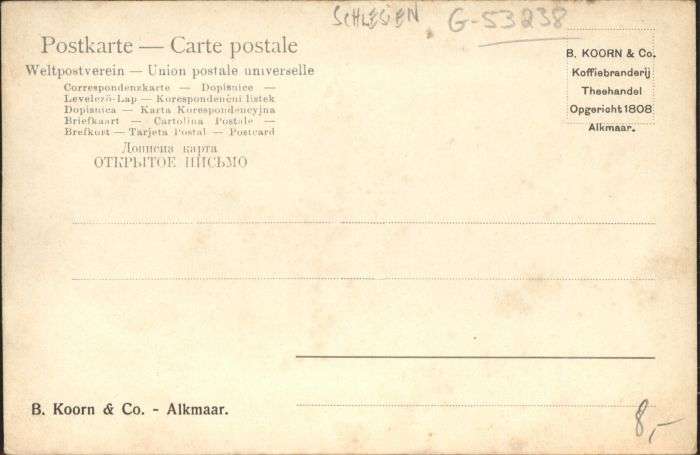 SCHLESIEN G-53238
Postkarte — Carte postale
Weltpostverein — Union postale universelle
Correspondenzkarte — Dopisnice —
Levelező-Lap — Korespondenční lístek
Dopisnica — Karta Korespondencyjna
Briefkaart — Cartolina Postale —
Brefkort — Tarjeta Postal — Postcard
Дописна карта
ОТКРЫТОЕ ПИСЬМО
B. KOORN & Co.
Koffiebranderij
Theehandel
Opgericht 1808
Alkmaar.
B. Koorn & Co. - Alkmaar.
8,-